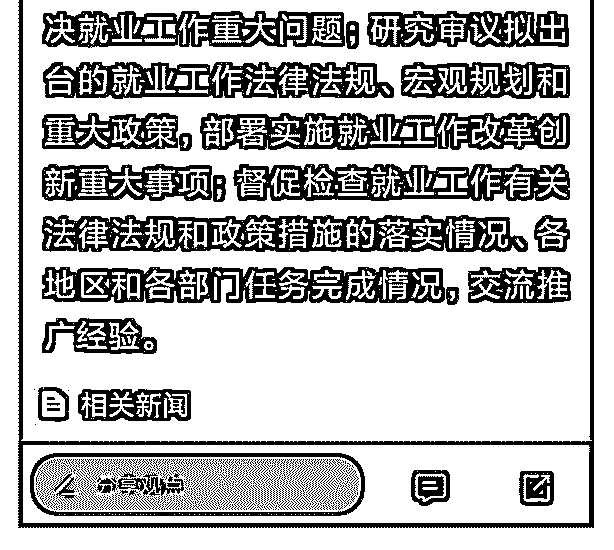 决就业工作重大问题；研究审议拟出
台的就业工作法律法规、宏观规划和
重大政策，部署实施就业工作改革创
新重大事项；督促检查就业工作有关
法律法规和政策措施的落实情况、各
地区和各部门任务完成情况，交流推
广经验。
相关新闻